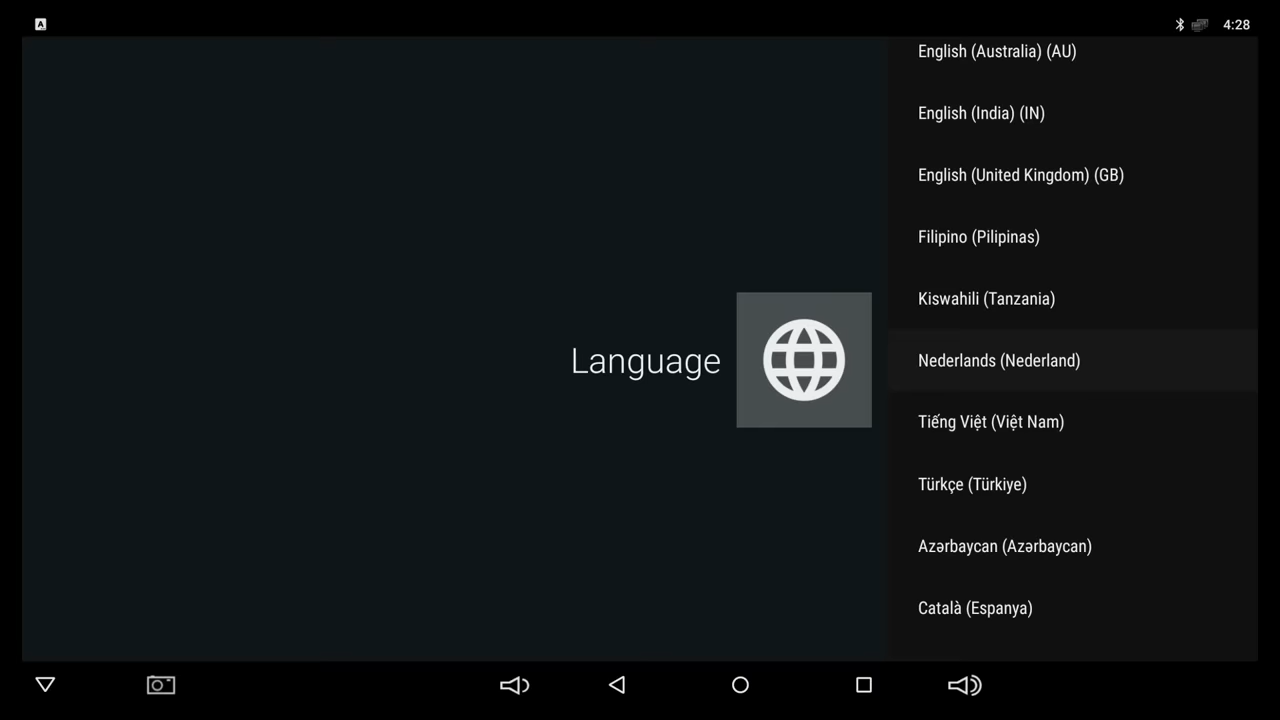 A
4:28
English (Australia) (AU)
English (India) (IN)
English (United Kingdom) (GB)
Filipino (Pilipinas)
Kiswahili (Tanzania)
Language
Nederlands (Nederland)
Tiếng Việt (Việt Nam)
Türkçe (Türkiye)
Azərbaycan (Azərbaycan)
Català (Espanya)